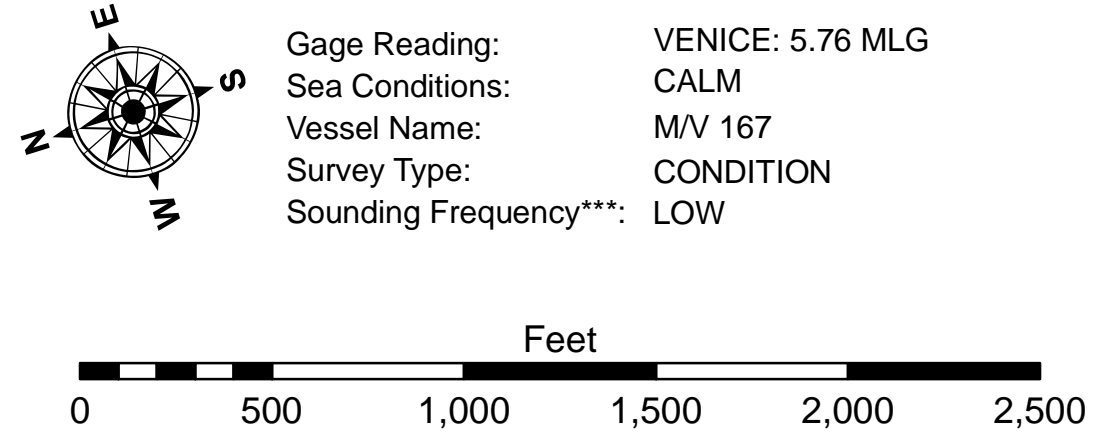 E
S
N
W
Gage Reading: VENICE: 5.76 MLG
Sea Conditions: CALM
Vessel Name: M/V 167
Survey Type: CONDITION
Sounding Frequency***: LOW
Feet
0 500 1,000 1,500 2,000 2,500